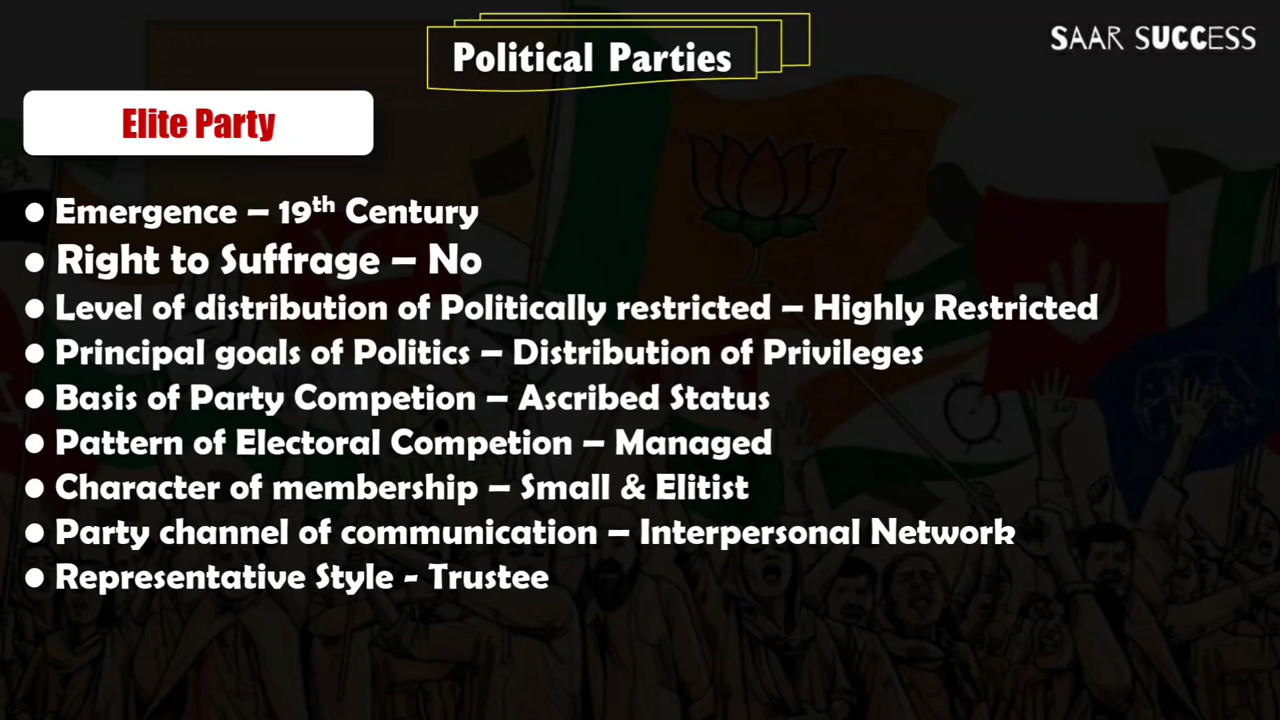 Political Parties
SAAR SUCCESS
Elite Party
● Emergence – 19th Century
● Right to Suffrage – No
● Level of distribution of Politically restricted – Highly Restricted
● Principal goals of Politics – Distribution of Privileges
● Basis of Party Competion – Ascribed Status
● Pattern of Electoral Competion – Managed
● Character of membership – Small & Elitist
● Party channel of communication – Interpersonal Network
● Representative Style - Trustee